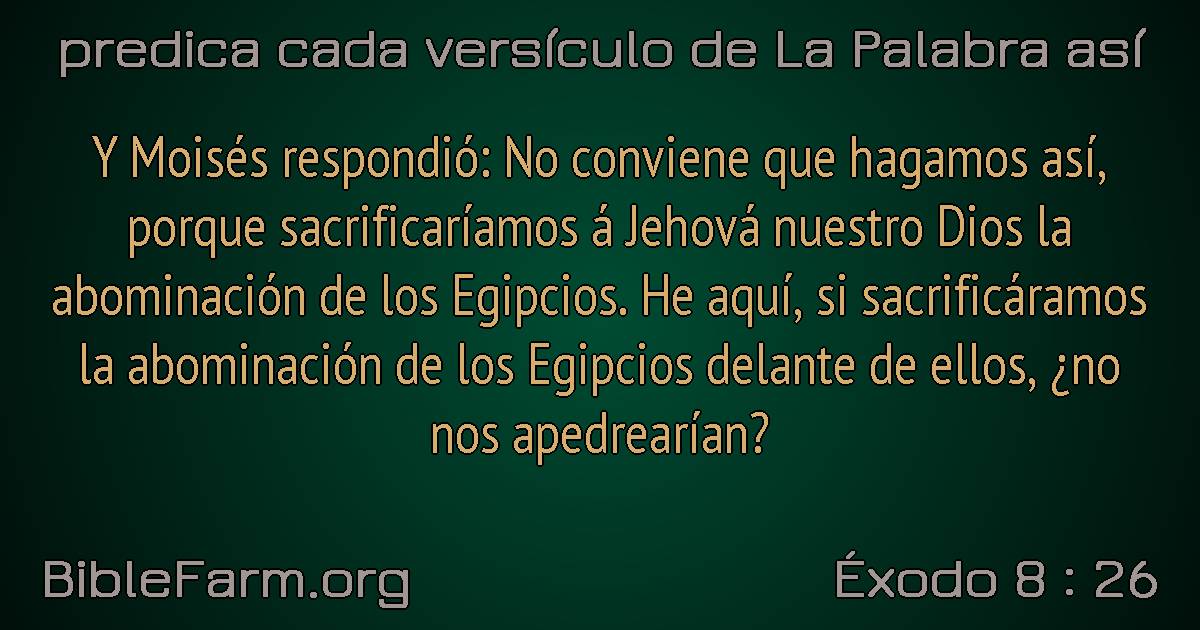 predica cada versículo de La Palabra así
Y Moisés respondió: No conviene que hagamos así,
porque sacrificaríamos á Jehová nuestro Dios la
abominación de los Egipcios. He aquí, si sacrificáramos
la abominación de los Egipcios delante de ellos, ¿no
nos apedrearían?
BibleFarm.org
Éxodo 8 : 26